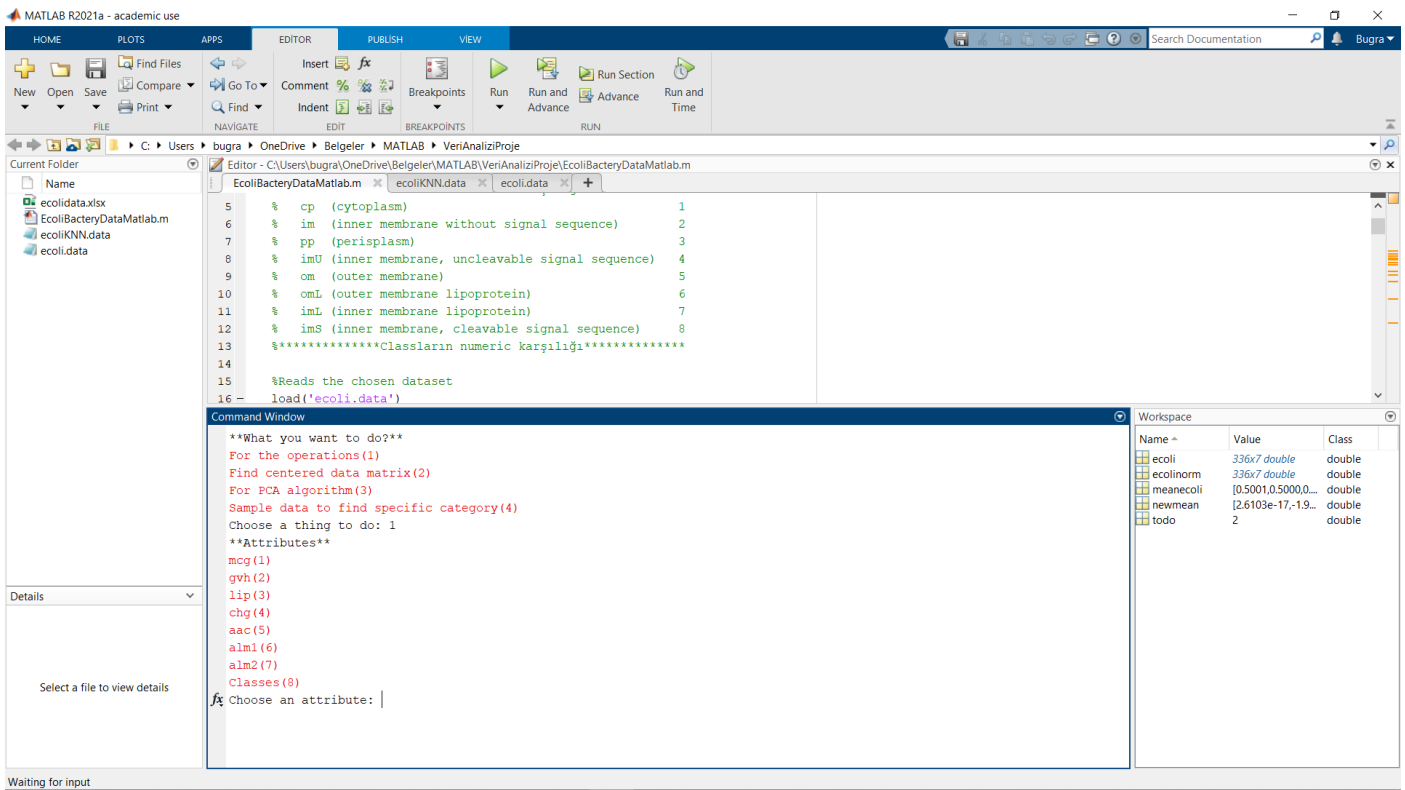 MATLAB R2021a - academic use
HOME PLOTS APPS EDİTOR PUBLİSH VİEW Search Documentation Bugra
New Open Save Find Files Compare Print
FİLE
Go To Find
NAVİGATE
Insert fx
Comment
Indent
EDİT
Breakpoints
BREAKPOİNTS
Run Run and Advance Run Section Advance Run and Time
RUN
C: Users bugra OneDrive Belgeler MATLAB VeriAnaliziProje
Current Folder
Name
ecolidata.xlsx
EcoliBacteryDataMatlab.m
ecoliKNN.data
ecoli.data
Details
Select a file to view details
Editor - C:\Users\bugra\OneDrive\Belgeler\MATLAB\VeriAnaliziProje\EcoliBacteryDataMatlab.m
EcoliBacteryDataMatlab.m ecoliKNN.data ecoli.data
5 % cp (cytoplasm) 1
6 % im (inner membrane without signal sequence) 2
7 % pp (perisplasm) 3
8 % imU (inner membrane, uncleavable signal sequence) 4
9 % om (outer membrane) 5
10 % omL (outer membrane lipoprotein) 6
11 % imL (inner membrane lipoprotein) 7
12 % imS (inner membrane, cleavable signal sequence) 8
13 %**************Classların numeric karşılığı**************
14
15 %Reads the chosen dataset
16 – load('ecoli.data')
Command Window
**What you want to do?**
For the operations(1)
Find centered data matrix(2)
For PCA algorithm(3)
Sample data to find specific category(4)
Choose a thing to do: 1
**Attributes**
mcg(1)
gvh(2)
lip(3)
chg(4)
aac(5)
alm1(6)
alm2(7)
Classes(8)
fx Choose an attribute:
Workspace
Name Value Class
ecoli 336x7 double double
ecolinorm 336x7 double double
meanecoli [0.5001,0.5000,0.... double
newmean [2.6103e-17,-1.9... double
todo 2 double
Waiting for input